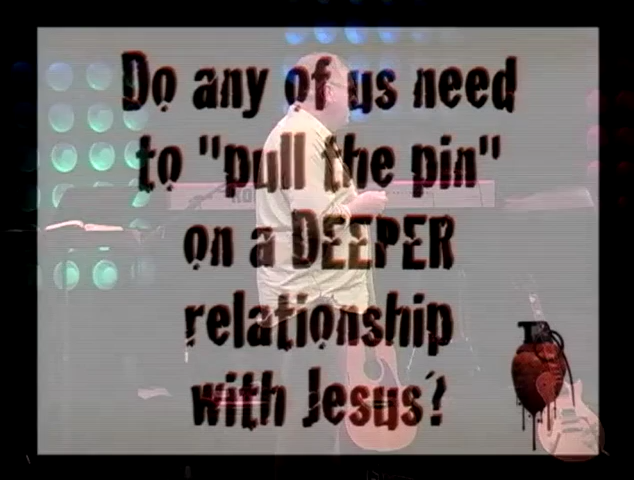 Do any of us need
to "pull the pin"
on a DEEPER
relationship
with Jesus?